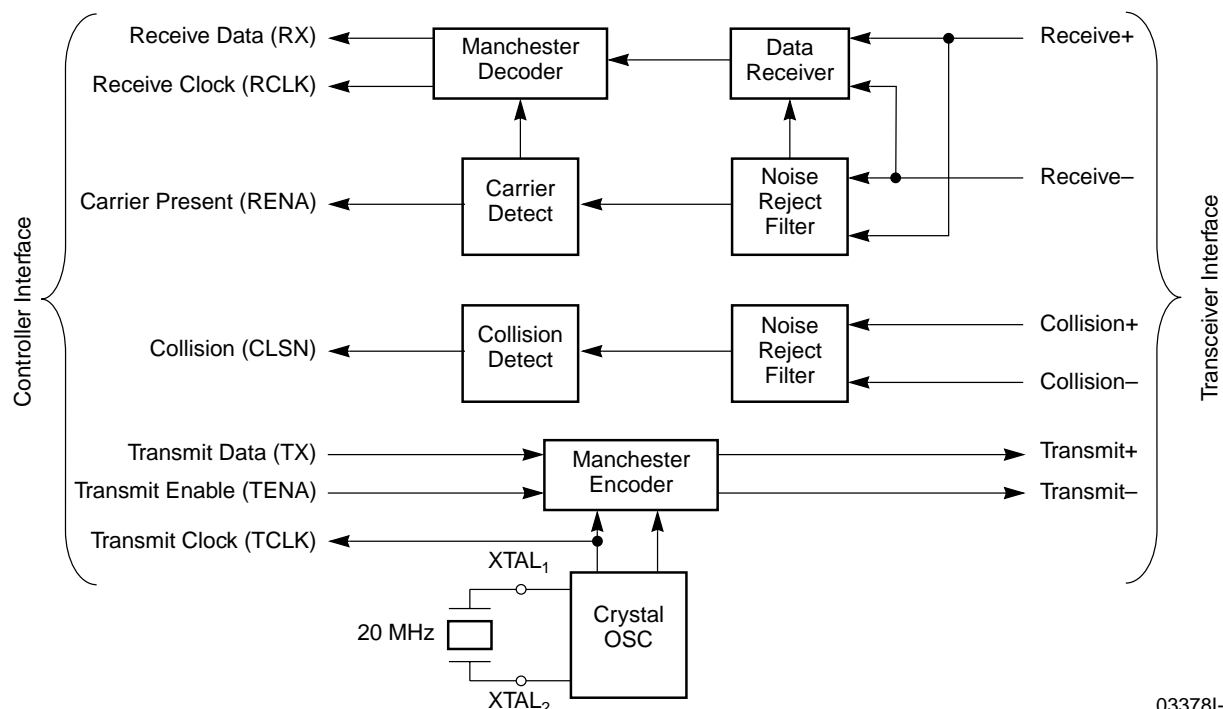 Controller Interface
Receive Data (RX)
Receive Clock (RCLK)
Manchester
Decoder
Data
Receiver
Receive+
Carrier Present (RENA)
Carrier
Detect
Noise
Reject
Filter
Receive–
Collision (CLSN)
Collision
Detect
Noise
Reject
Filter
Collision+
Collision–
Transmit Data (TX)
Transmit Enable (TENA)
Transmit Clock (TCLK)
Manchester
Encoder
Transmit+
Transmit–
XTAL₁
20 MHz
Crystal
OSC
XTAL₂
Transceiver Interface
03378I-